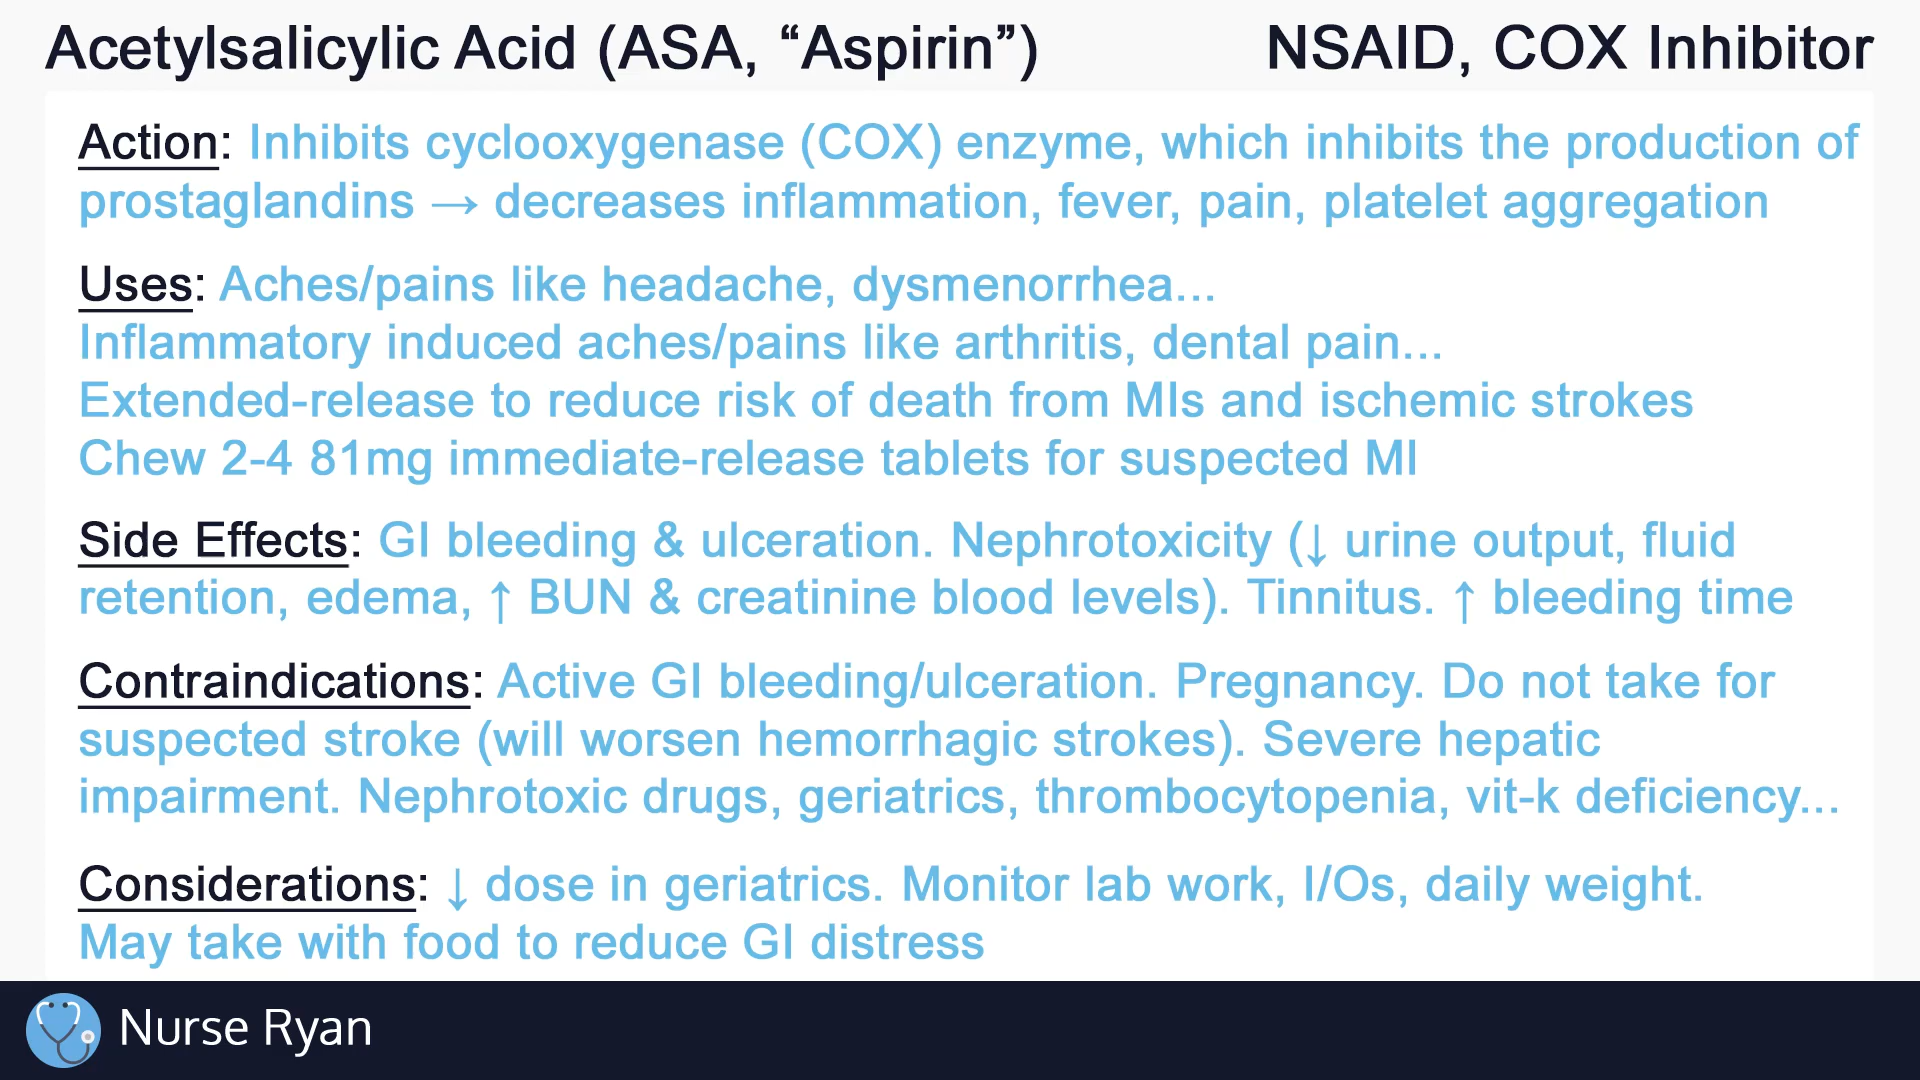 Acetylsalicylic Acid (ASA, “Aspirin”) NSAID, COX Inhibitor
Action: Inhibits cyclooxygenase (COX) enzyme, which inhibits the production of
prostaglandins → decreases inflammation, fever, pain, platelet aggregation
Uses: Aches/pains like headache, dysmenorrhea...
Inflammatory induced aches/pains like arthritis, dental pain...
Extended-release to reduce risk of death from MIs and ischemic strokes
Chew 2-4 81mg immediate-release tablets for suspected MI
Side Effects: GI bleeding & ulceration. Nephrotoxicity (↓ urine output, fluid
retention, edema, ↑ BUN & creatinine blood levels). Tinnitus. ↑ bleeding time
Contraindications: Active GI bleeding/ulceration. Pregnancy. Do not take for
suspected stroke (will worsen hemorrhagic strokes). Severe hepatic
impairment. Nephrotoxic drugs, geriatrics, thrombocytopenia, vit-k deficiency...
Considerations: ↓ dose in geriatrics. Monitor lab work, I/Os, daily weight.
May take with food to reduce GI distress
Nurse Ryan